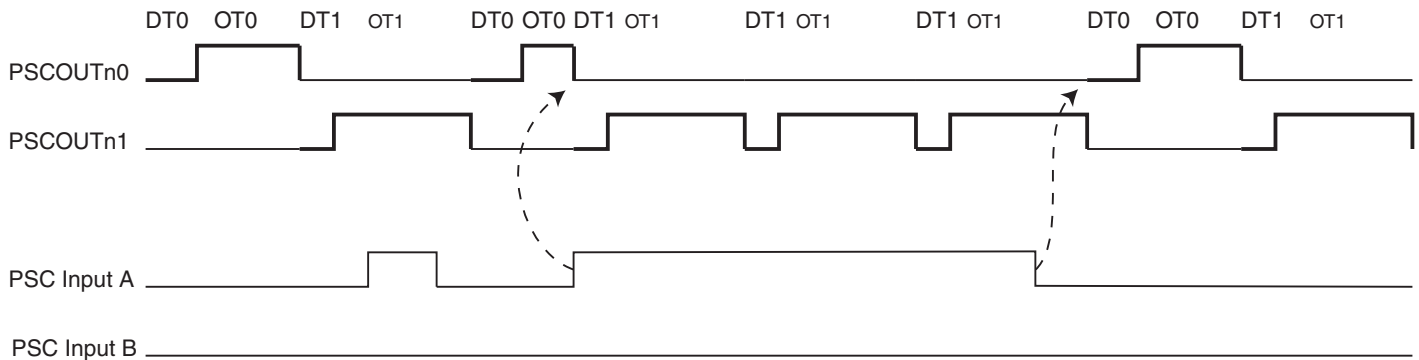 DT0 OT0 DT1 OT1 DT0 OT0 DT1 OT1 DT1 OT1 DT1 OT1 DT0 OT0 DT1 OT1
PSCOUTn0
PSCOUTn1
PSC Input A
PSC Input B